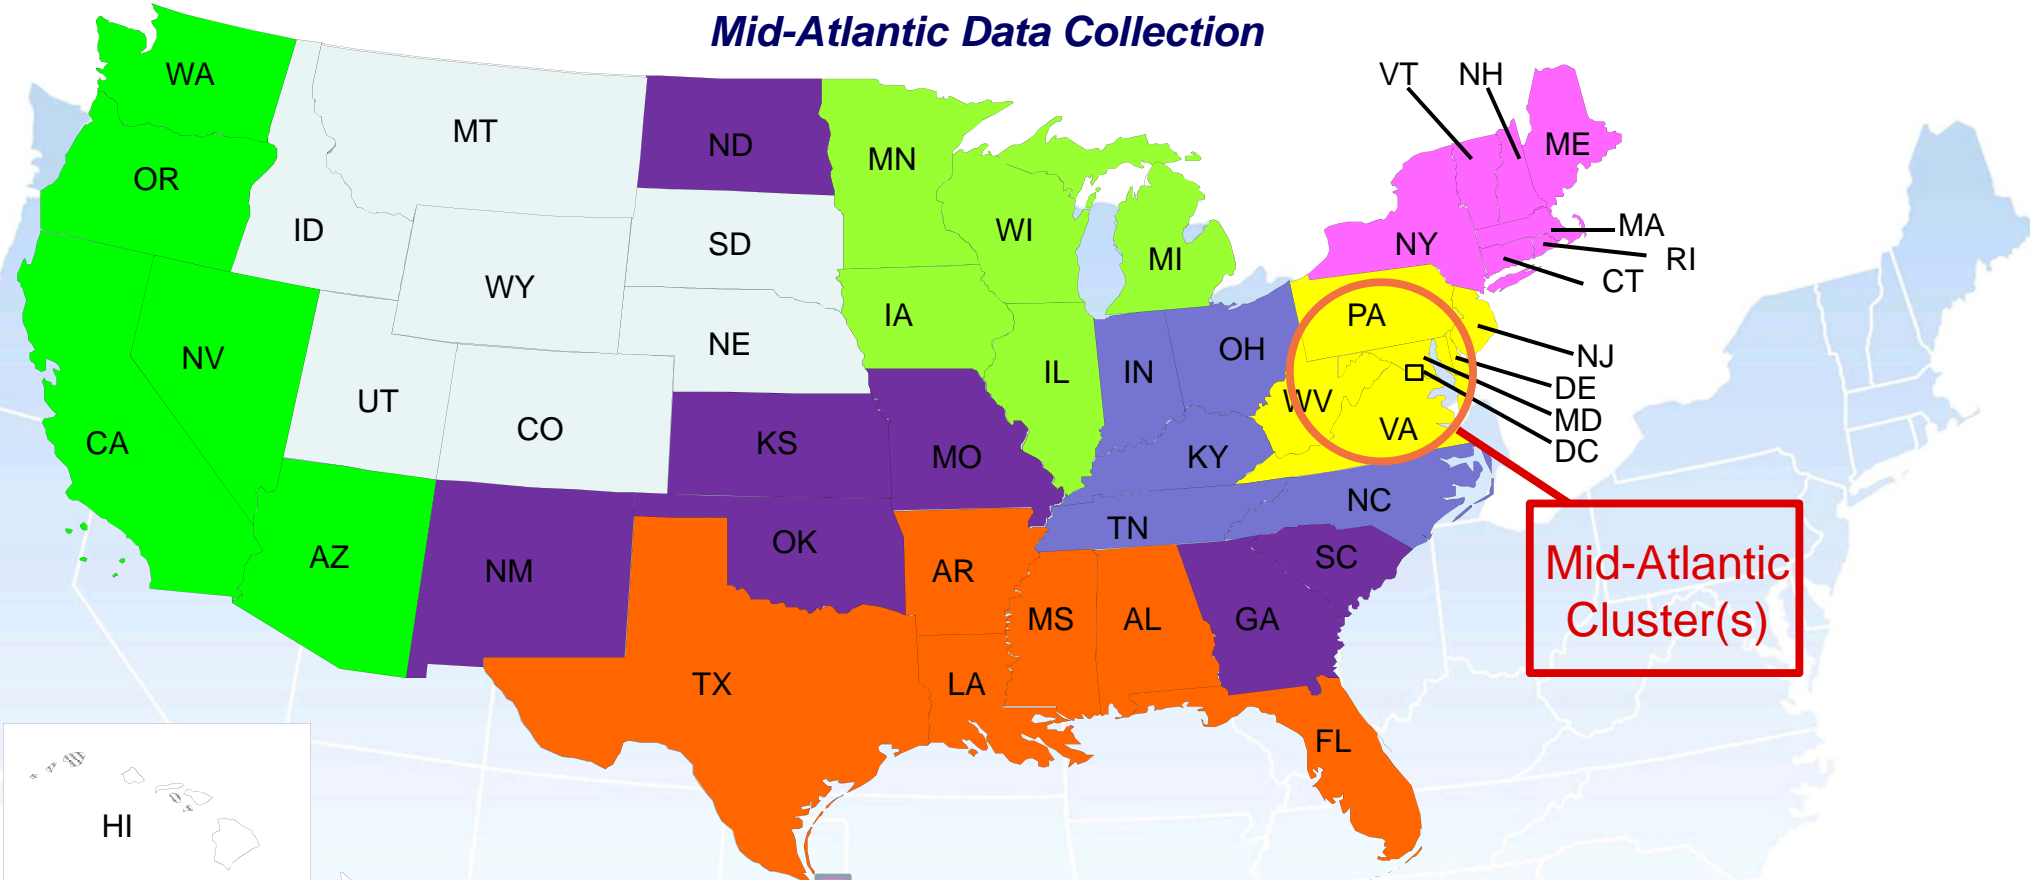 Mid-Atlantic Data Collection
WA
MT
ND
MN
VT
NH
ME
OR
ID
SD
WI
MI
NY
MA
RI
CT
WY
IA
PA
NV
NE
IL
IN
OH
NJ
DE
MD
DC
UT
CO
WV
VA
CA
KS
MO
KY
NC
AZ
NM
OK
AR
TN
SC
MS
AL
GA
TX
LA
FL
HI
Mid-Atlantic
Cluster(s)